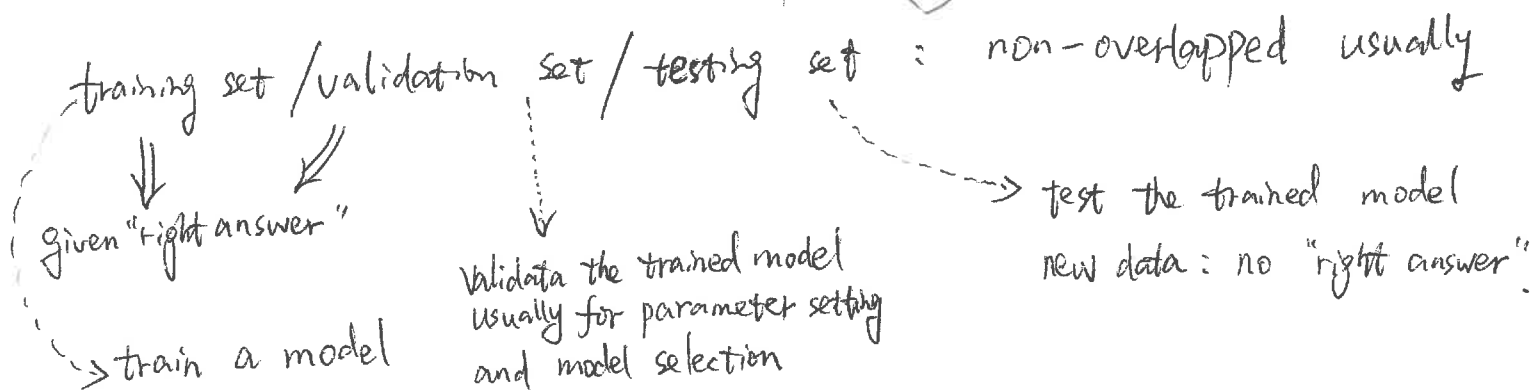 training set / validation set / testing set : non-overlapped usually
given "right answer"
train a model
Validata the trained model
usually for parameter setting
and model selection
test the trained model
new data : no "right answer".